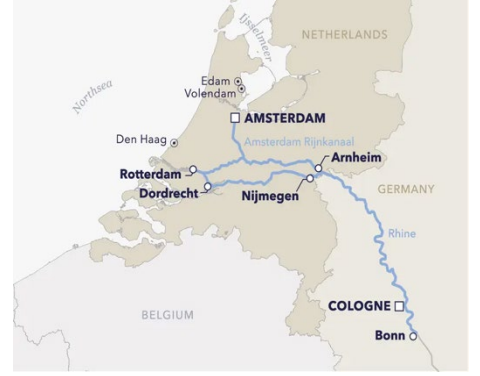 NETHERLANDS
Ijsselmeer
Northsea
Edam
Volendam
AMSTERDAM
Den Haag
Amsterdam Rijnkanaal
Arnheim
Rotterdam
Dordrecht
Nijmegen
GERMANY
Rhine
COLOGNE
BELGIUM
Bonn